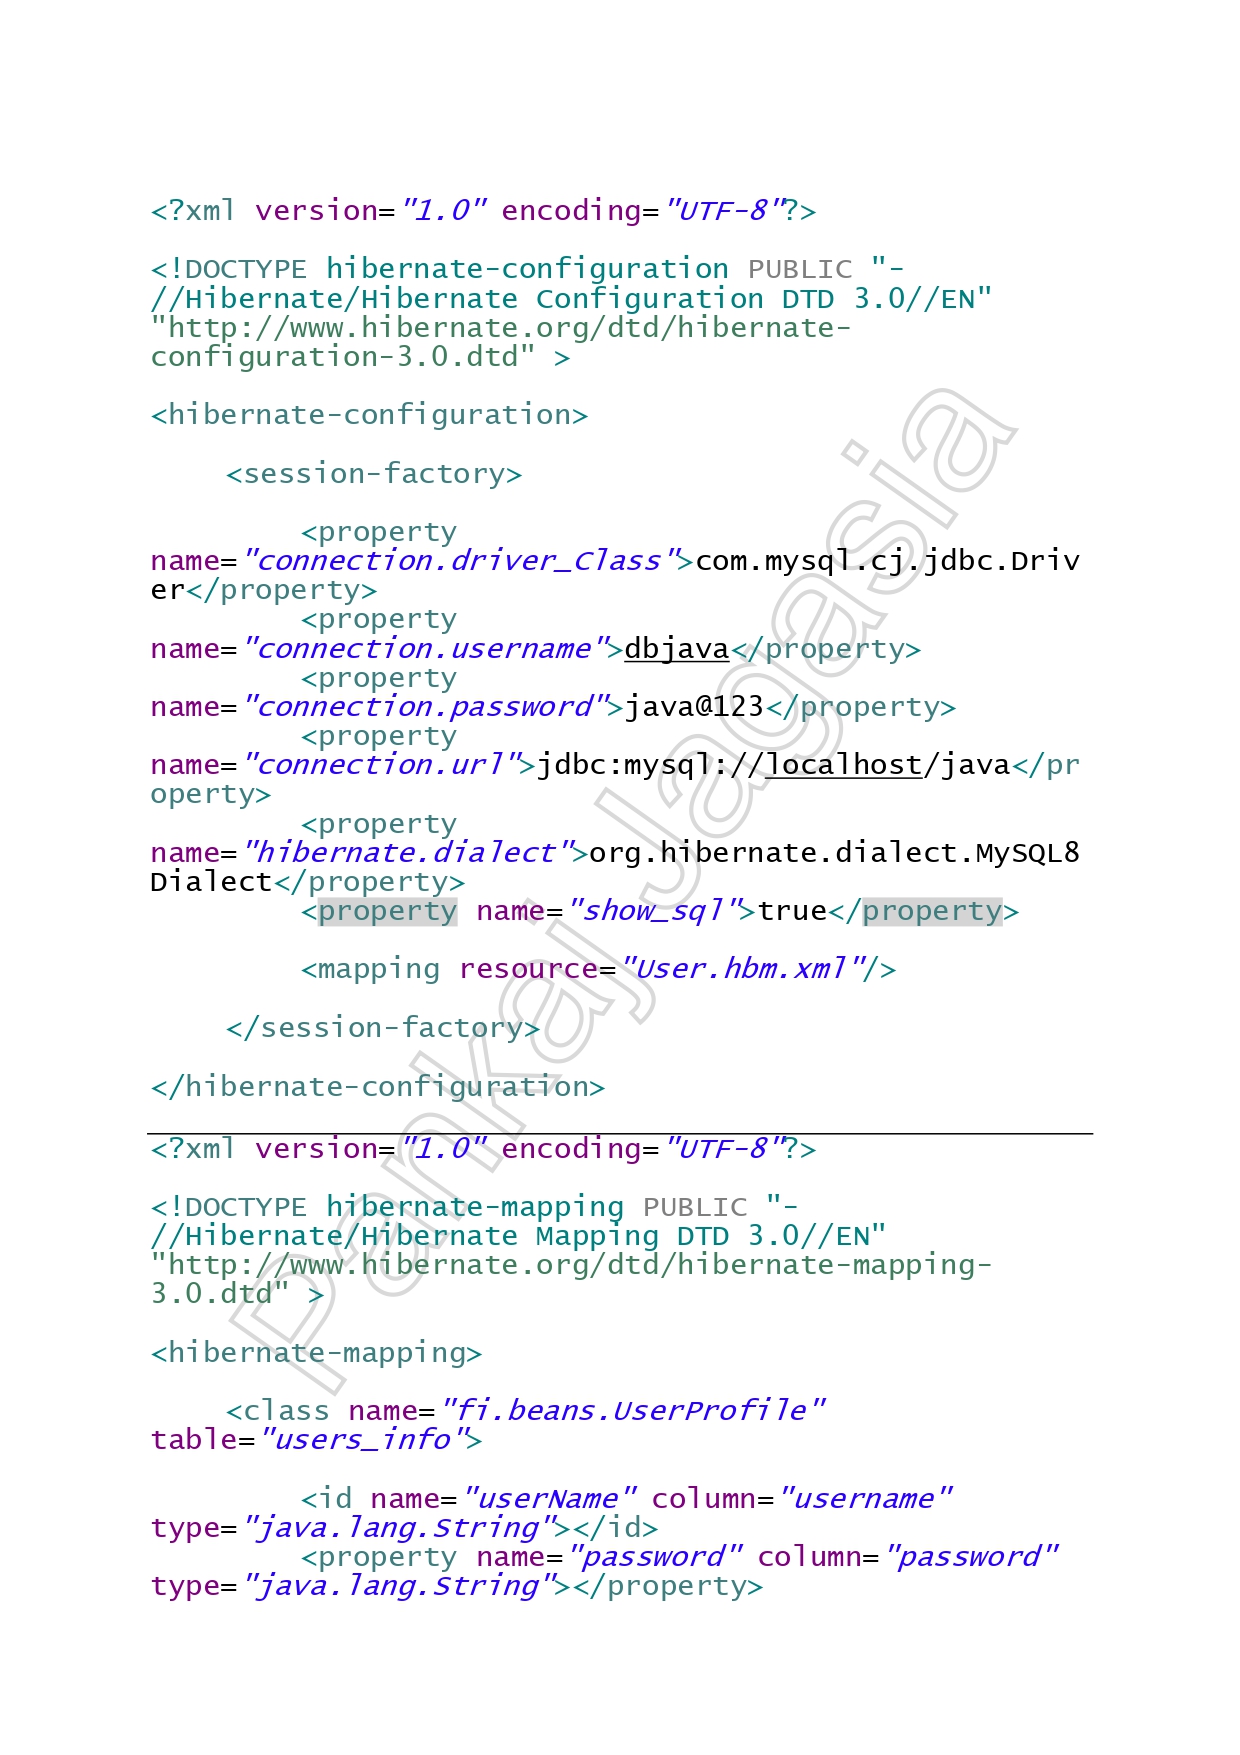 <?xml version="1.0" encoding="UTF-8"?>
<!DOCTYPE hibernate-configuration PUBLIC "-
//Hibernate/Hibernate Configuration DTD 3.0//EN"
"http://www.hibernate.org/dtd/hibernate-
configuration-3.0.dtd" >
<hibernate-configuration>
<session-factory>
<property
name="connection.driver_Class">com.mysql.cj.jdbc.Driv
er</property>
<property
name="connection.username">dbjava</property>
<property
name="connection.password">java@123</property>
<property
name="connection.url">jdbc:mysql://localhost/java</pr
operty>
<property
name="hibernate.dialect">org.hibernate.dialect.MySQL8
Dialect</property>
<property name="show_sql">true</property>
<mapping resource="User.hbm.xml"/>
</session-factory>
</hibernate-configuration>
<?xml version="1.0" encoding="UTF-8"?>
<!DOCTYPE hibernate-mapping PUBLIC "-
//Hibernate/Hibernate Mapping DTD 3.0//EN"
"http://www.hibernate.org/dtd/hibernate-mapping-
3.0.dtd" >
<hibernate-mapping>
<class name="fi.beans.UserProfile"
table="users_info">
<id name="userName" column="username"
type="java.lang.String"></id>
<property name="password" column="password"
type="java.lang.String"></property>
Pankaj Jagasia